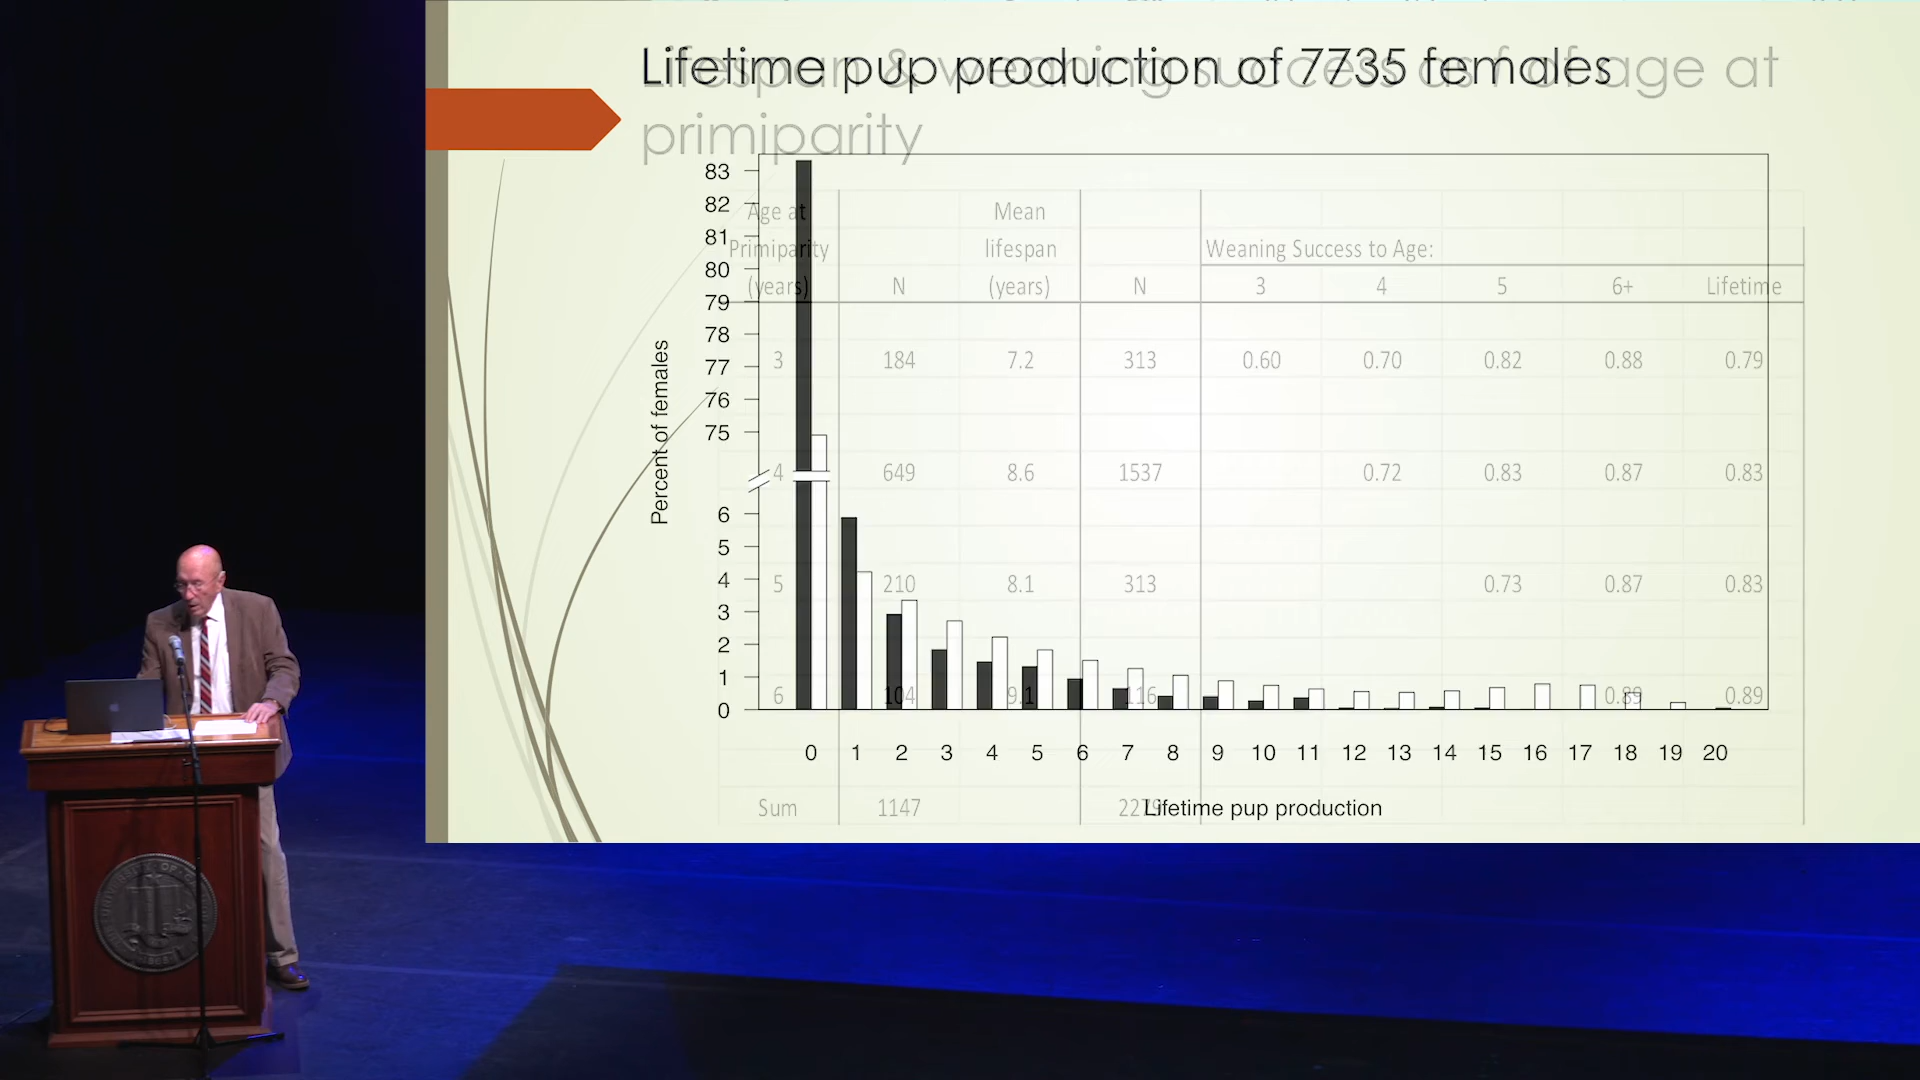 Lifetime pup production of 7735 females
Lifespan & weaning success as f of age at
primiparity
83
82
81
80
79
78
77
76
75
6
5
4
3
2
1
0
Percent of females
0 1 2 3 4 5 6 7 8 9 10 11 12 13 14 15 16 17 18 19 20
Lifetime pup production
Age at Mean
Primiparity lifespan Weaning Success to Age:
(years) N (years) N 3 4 5 6+ Lifetime
3 184 7.2 313 0.60 0.70 0.82 0.88 0.79
4 649 8.6 1537 0.72 0.83 0.87 0.83
5 210 8.1 313 0.73 0.87 0.83
6 104 9.1 116 0.89 0.89
Sum 1147 2279
1868